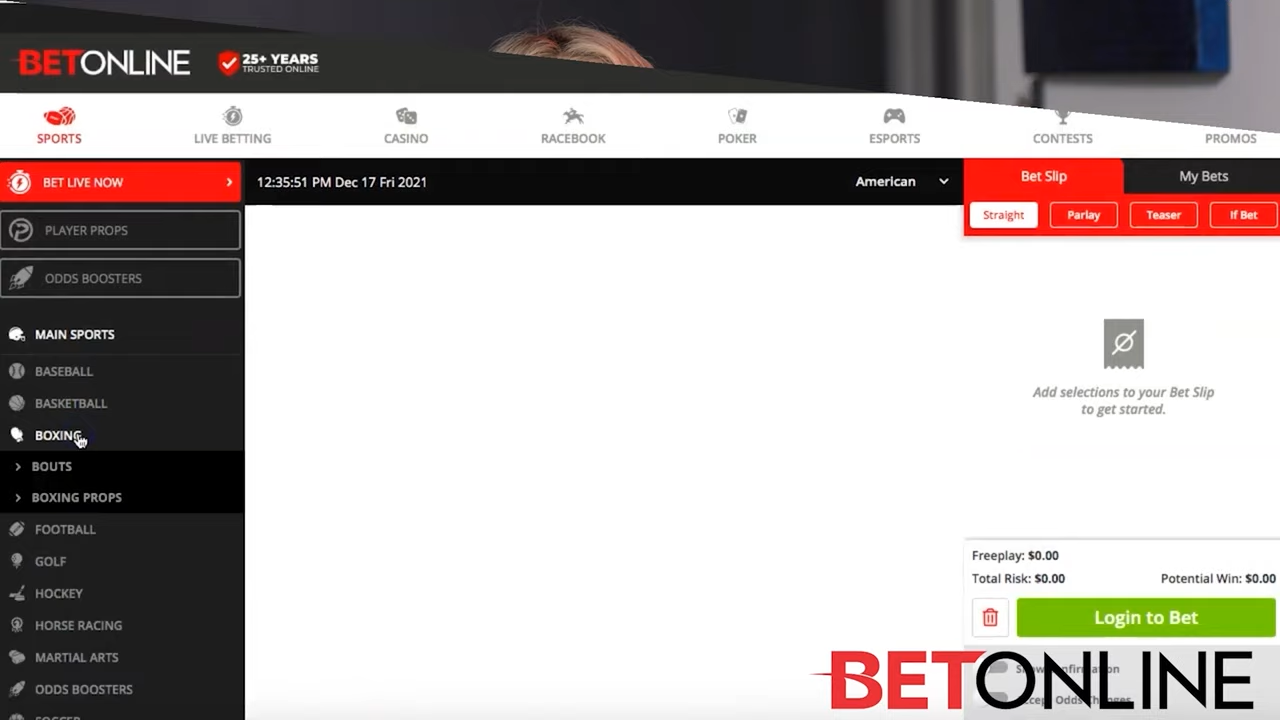 BETONLINE
25+ YEARS
TRUSTED ONLINE
SPORTS
LIVE BETTING
CASINO
RACEBOOK
POKER
ESPORTS
CONTESTS
PROMOS
BET LIVE NOW
12:35:51 PM Dec 17 Fri 2021
American
Bet Slip
My Bets
Straight
Parlay
Teaser
If Bet
PLAYER PROPS
ODDS BOOSTERS
MAIN SPORTS
BASEBALL
BASKETBALL
BOXING
BOUTS
BOXING PROPS
FOOTBALL
GOLF
HOCKEY
HORSE RACING
MARTIAL ARTS
ODDS BOOSTERS
SOCCER
Add selections to your Bet Slip
to get started.
Freeplay: $0.00
Total Risk: $0.00
Potential Win: $0.00
Login to Bet
BETONLINE